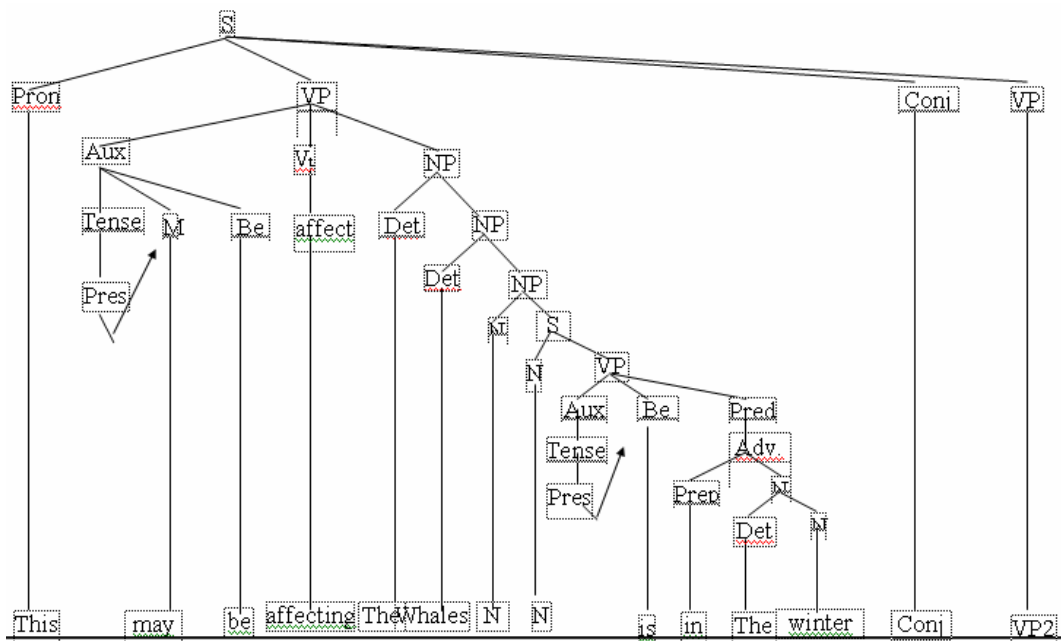 S
Pron VP Conj VP
Aux Vt NP
Tense M Be affect Det NP
Det NP
Pres
N S
N VP
Aux Be Pred
Tense Adv.
Pres Prep N
Det N
This may be affecting The Whales N N is in The winter Conj VP2